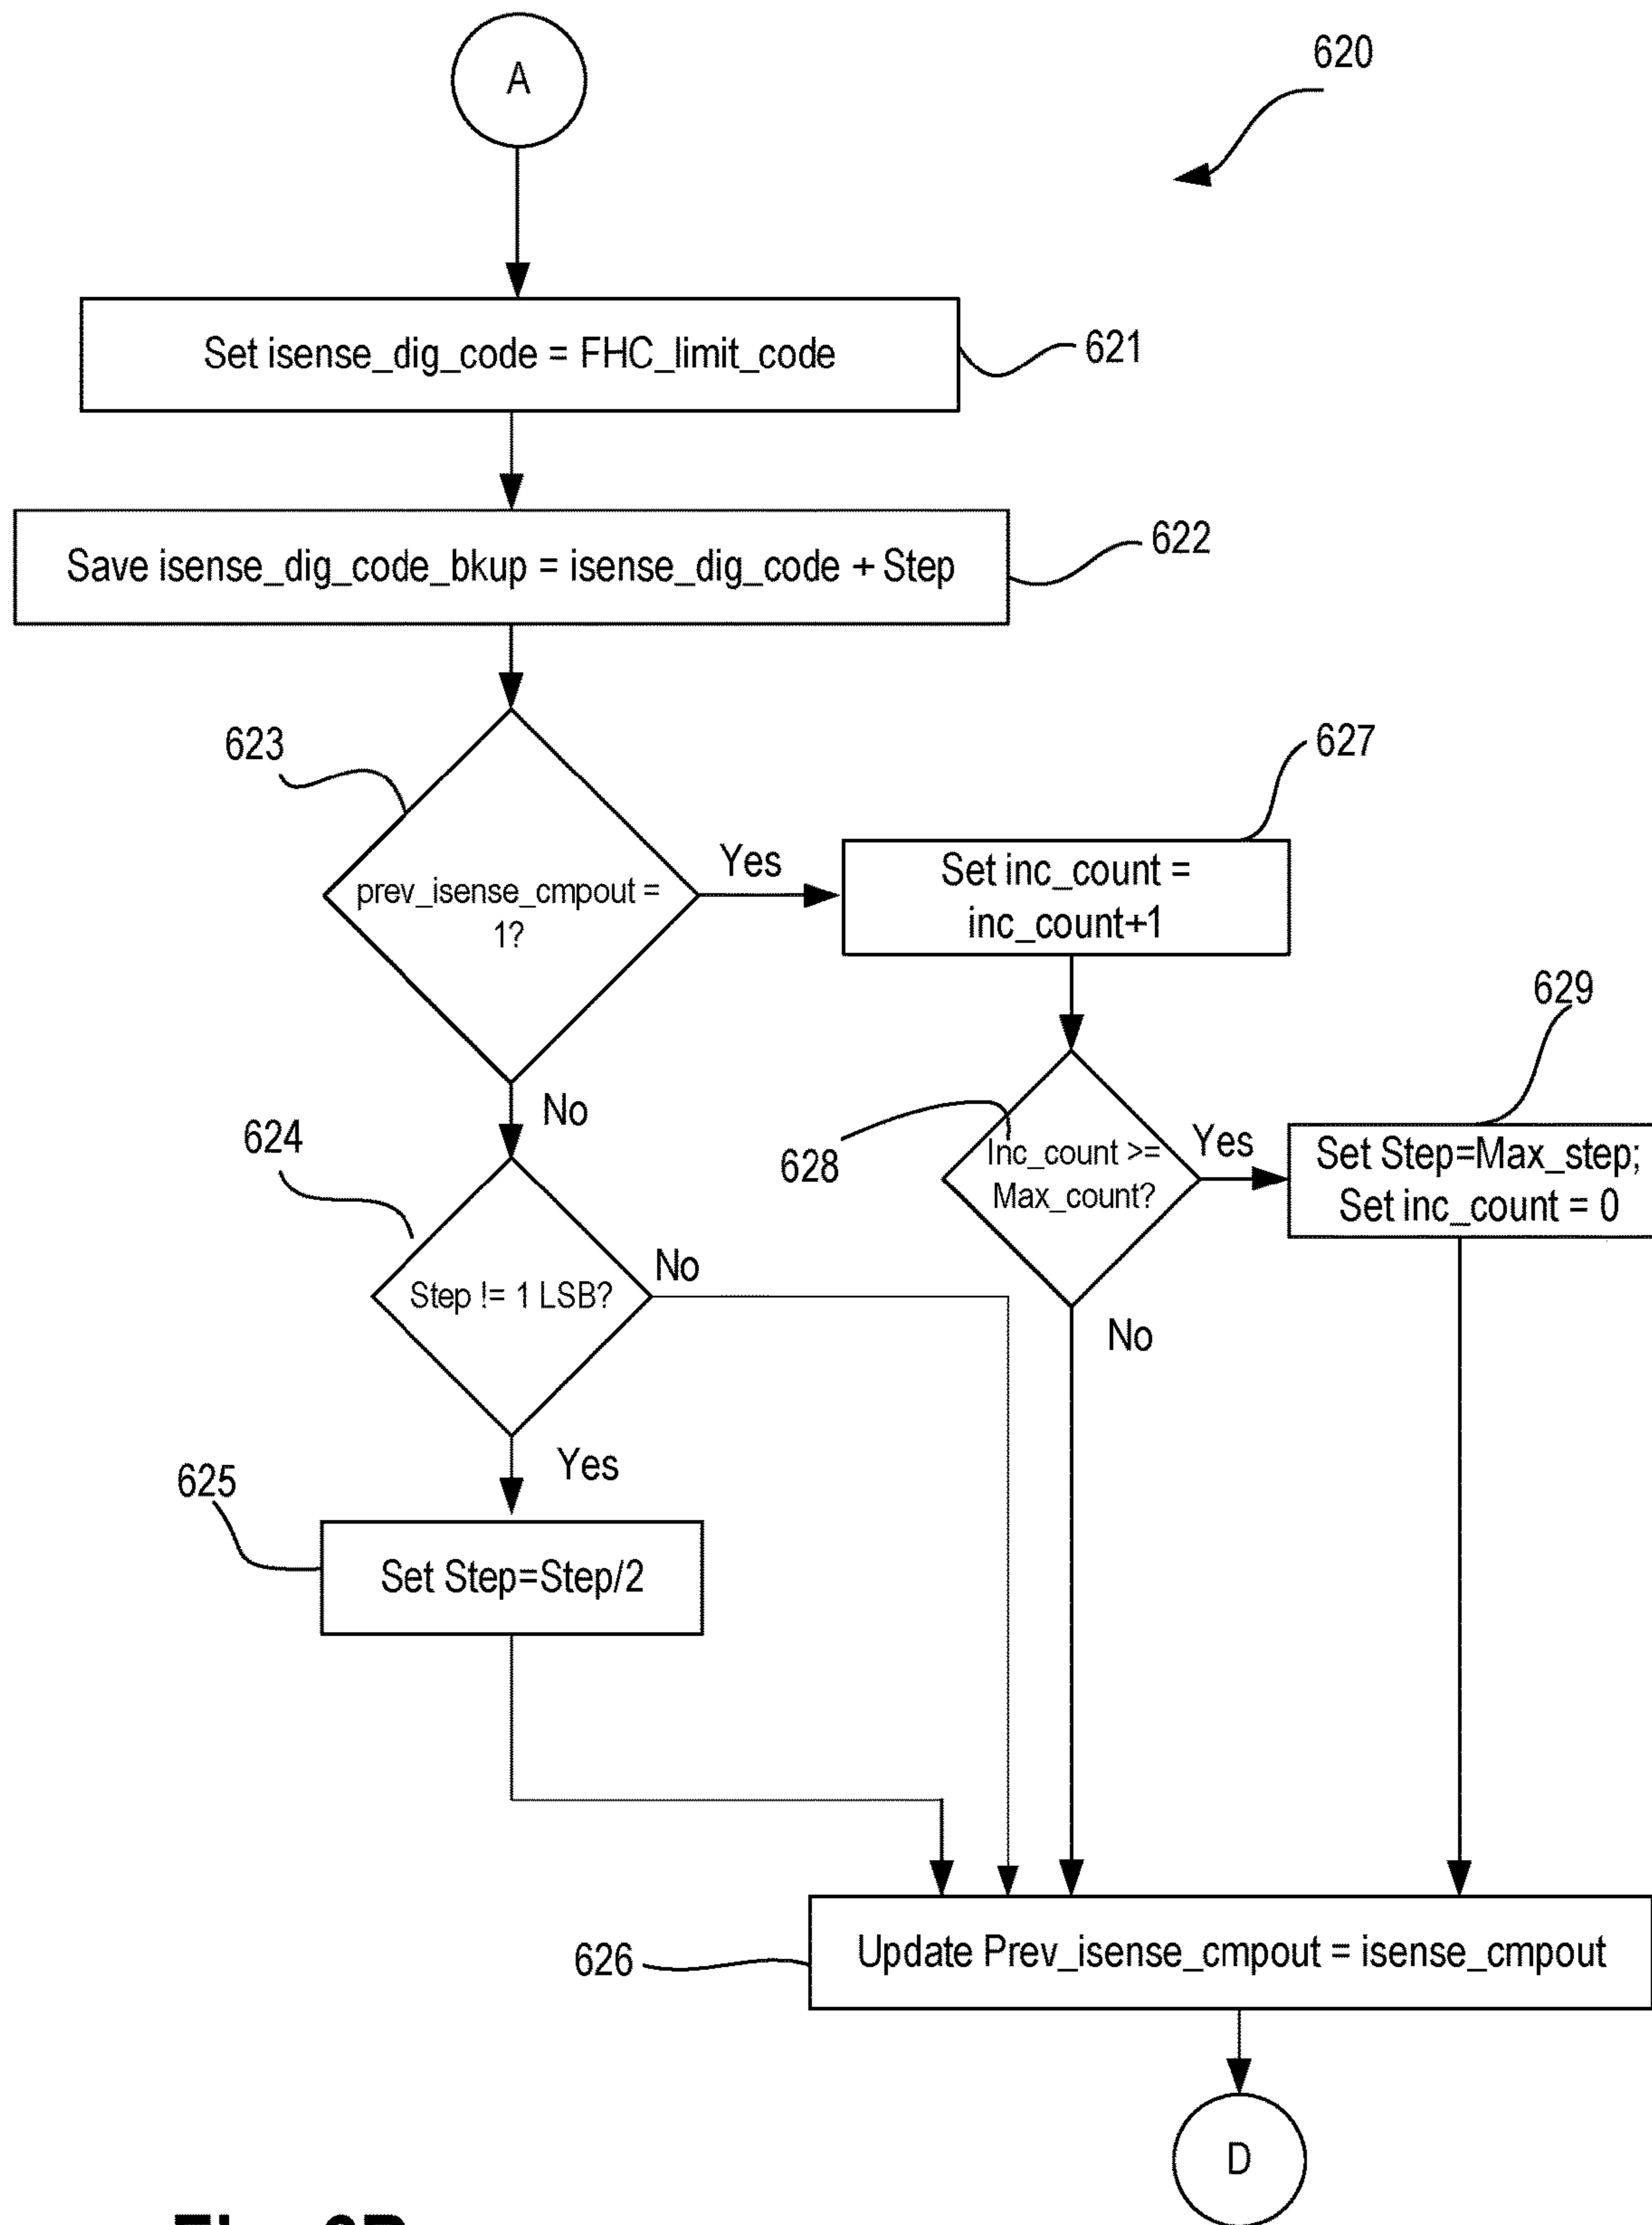 A
620
Set isense_dig_code = FHC_limit_code
621
Save isense_dig_code_bkup = isense_dig_code + Step
622
623
prev_isense_cmpout =
1?
Yes
627
Set inc_count =
inc_count+1
No
624
628
Inc_count >=
Max_count?
Yes
629
Set Step=Max_step;
Set inc_count = 0
Step != 1 LSB?
No
No
Yes
625
Set Step=Step/2
626
Update Prev_isense_cmpout = isense_cmpout
D